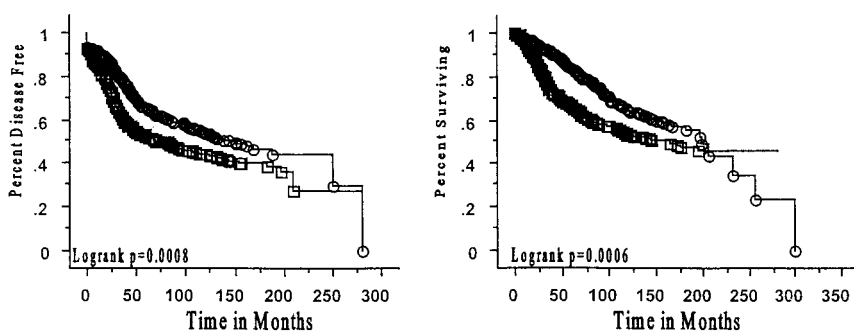 Percent Disease Free
1
.8
.6
.4
.2
0
Logrank p=0.0008
0 50 100 150 200 250 300
Time in Months
Percent Surviving
1
.8
.6
.4
.2
0
Logrank p=0.0006
0 50 100 150 200 250 300 350
Time in Months